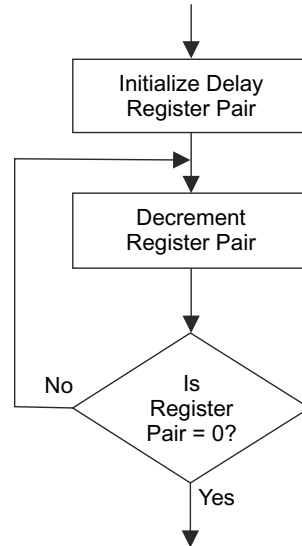 Initialize Delay
Register Pair
Decrement
Register Pair
Is
Register
Pair = 0?
No
Yes